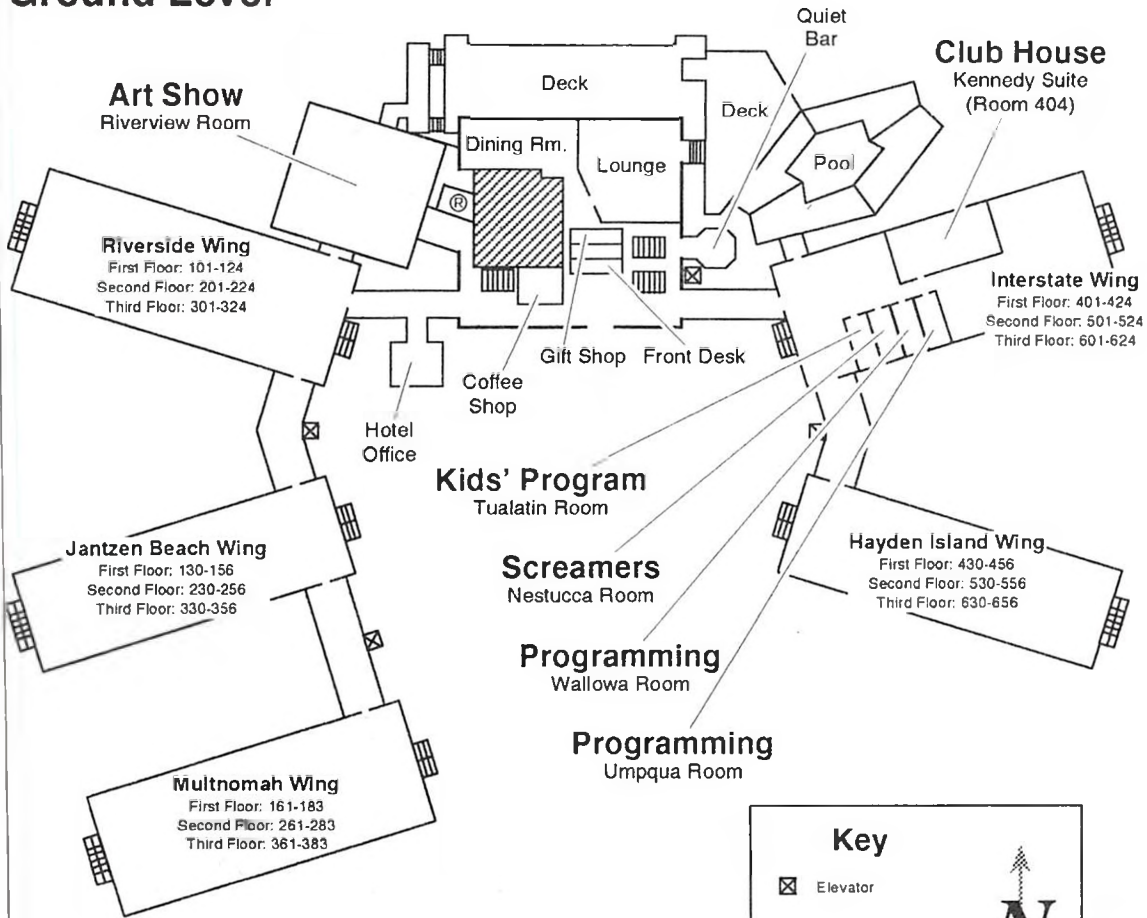 Ground Level
Quiet
Bar
Club House
Kennedy Suite
(Room 404)
Art Show
Riverview Room
Deck
Deck
Dining Rm.
Lounge
Pool
®
Riverside Wing
First Floor: 101-124
Second Floor: 201-224
Third Floor: 301-324
Interstate Wing
First Floor: 401-424
Second Floor: 501-524
Third Floor: 601-624
Gift Shop
Front Desk
Coffee
Shop
Hotel
Office
Kids' Program
Tualatin Room
Screamers
Nestucca Room
Programming
Wallowa Room
Programming
Umpqua Room
Jantzen Beach Wing
First Floor: 130-156
Second Floor: 230-256
Third Floor: 330-356
Hayden Island Wing
First Floor: 430-456
Second Floor: 530-556
Third Floor: 630-656
Multnomah Wing
First Floor: 161-183
Second Floor: 261-283
Third Floor: 361-383
Key
Elevator
N